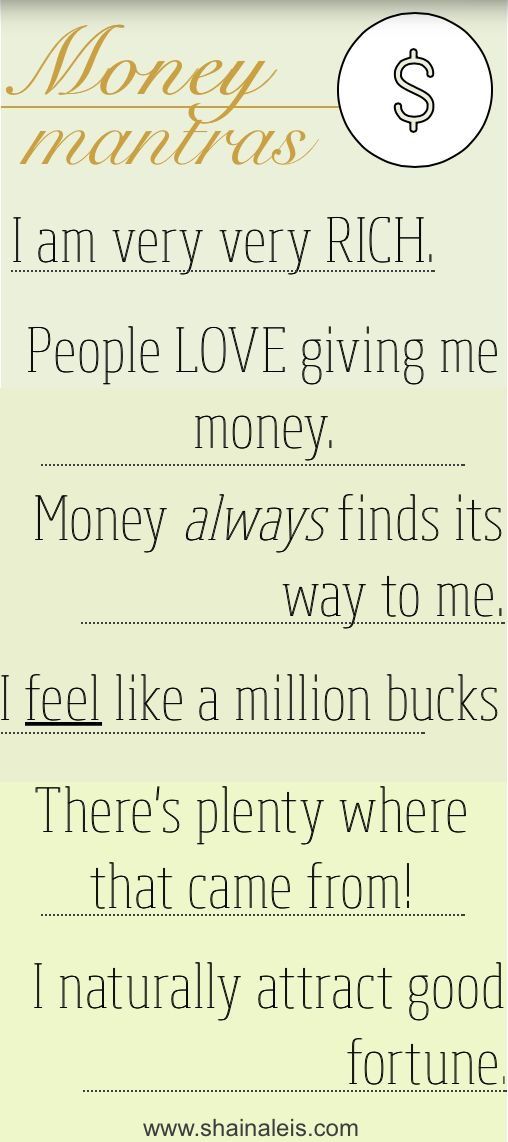 Money
mantras
$
I am very very RICH.
People LOVE giving me
money.
Money always finds its
way to me.
I feel like a million bucks
There's plenty where
that came from!
I naturally attract good
fortune.
www.shainaleis.com